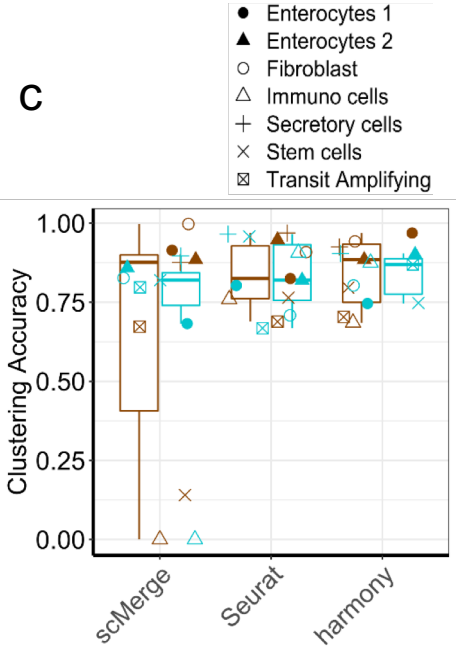 Enterocytes 1
Enterocytes 2
Fibroblast
Immuno cells
Secretory cells
Stem cells
Transit Amplifying
C
Clustering Accuracy
1.00
0.75
0.50
0.25
0.00
scMerge
Seurat
harmony